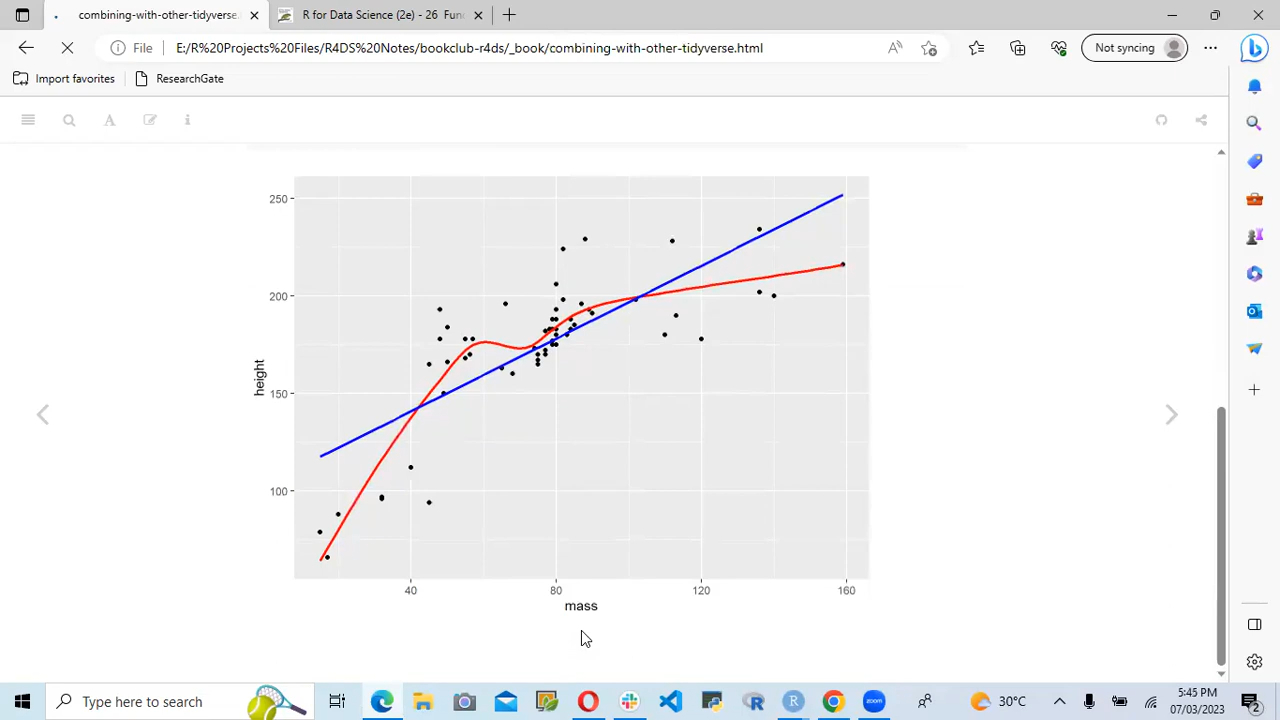 combining-with-other-tidyverse.
R for Data Science (2e) - 26 Fun
File
E:/R%20Projects%20Files/R4DS%20Notes/bookclub-r4ds/_book/combining-with-other-tidyverse.html
Not syncing
Import favorites
ResearchGate
250
200
150
100
height
40
80
120
160
mass
Type here to search
30°C
5:45 PM
07/03/2023
2